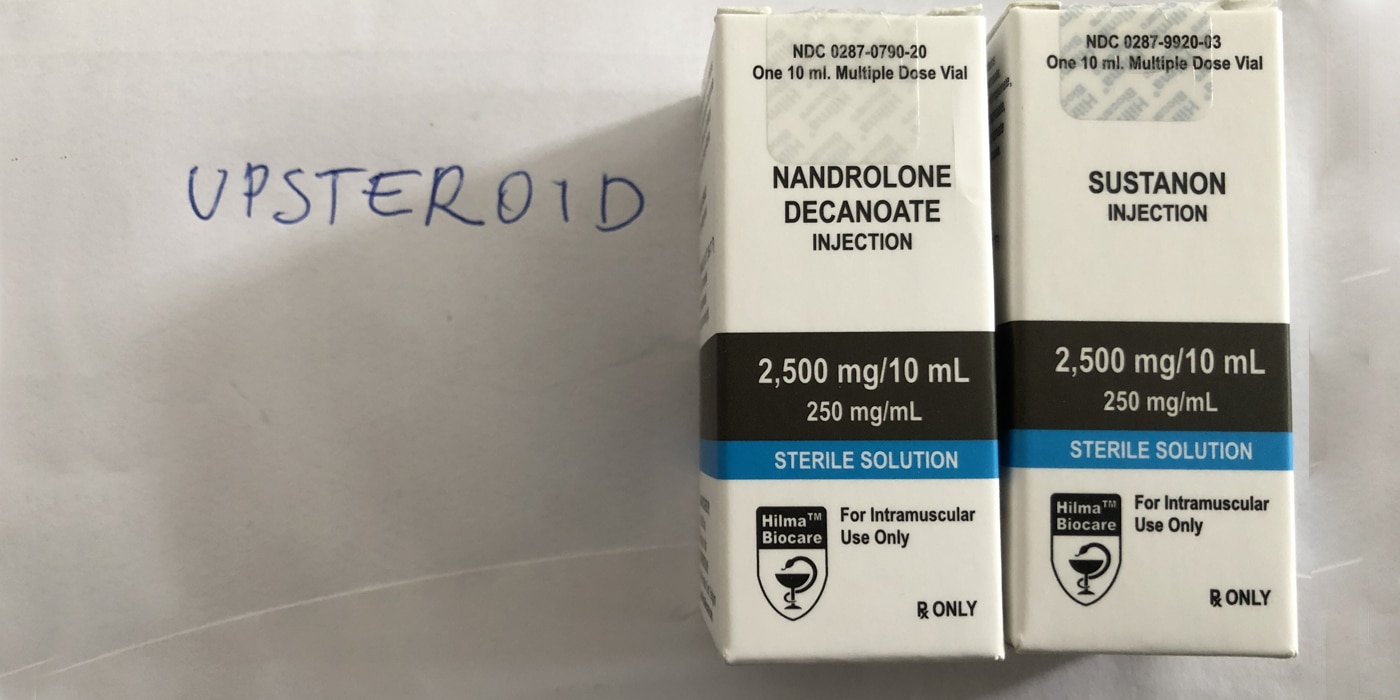 UPSTEROID
NDC 0287-0790-20
One 10 ml. Multiple Dose Vial
NANDROLONE
DECANOATE
INJECTION
2,500 mg/10 mL
250 mg/mL
STERILE SOLUTION
Hilma™
Biocare
For Intramuscular
Use Only
℞ ONLY
NDC 0287-9920-03
One 10 ml. Multiple Dose Vial
SUSTANON
INJECTION
2,500 mg/10 mL
250 mg/mL
STERILE SOLUTION
Hilma™
Biocare
For Intramuscular
Use Only
℞ ONLY